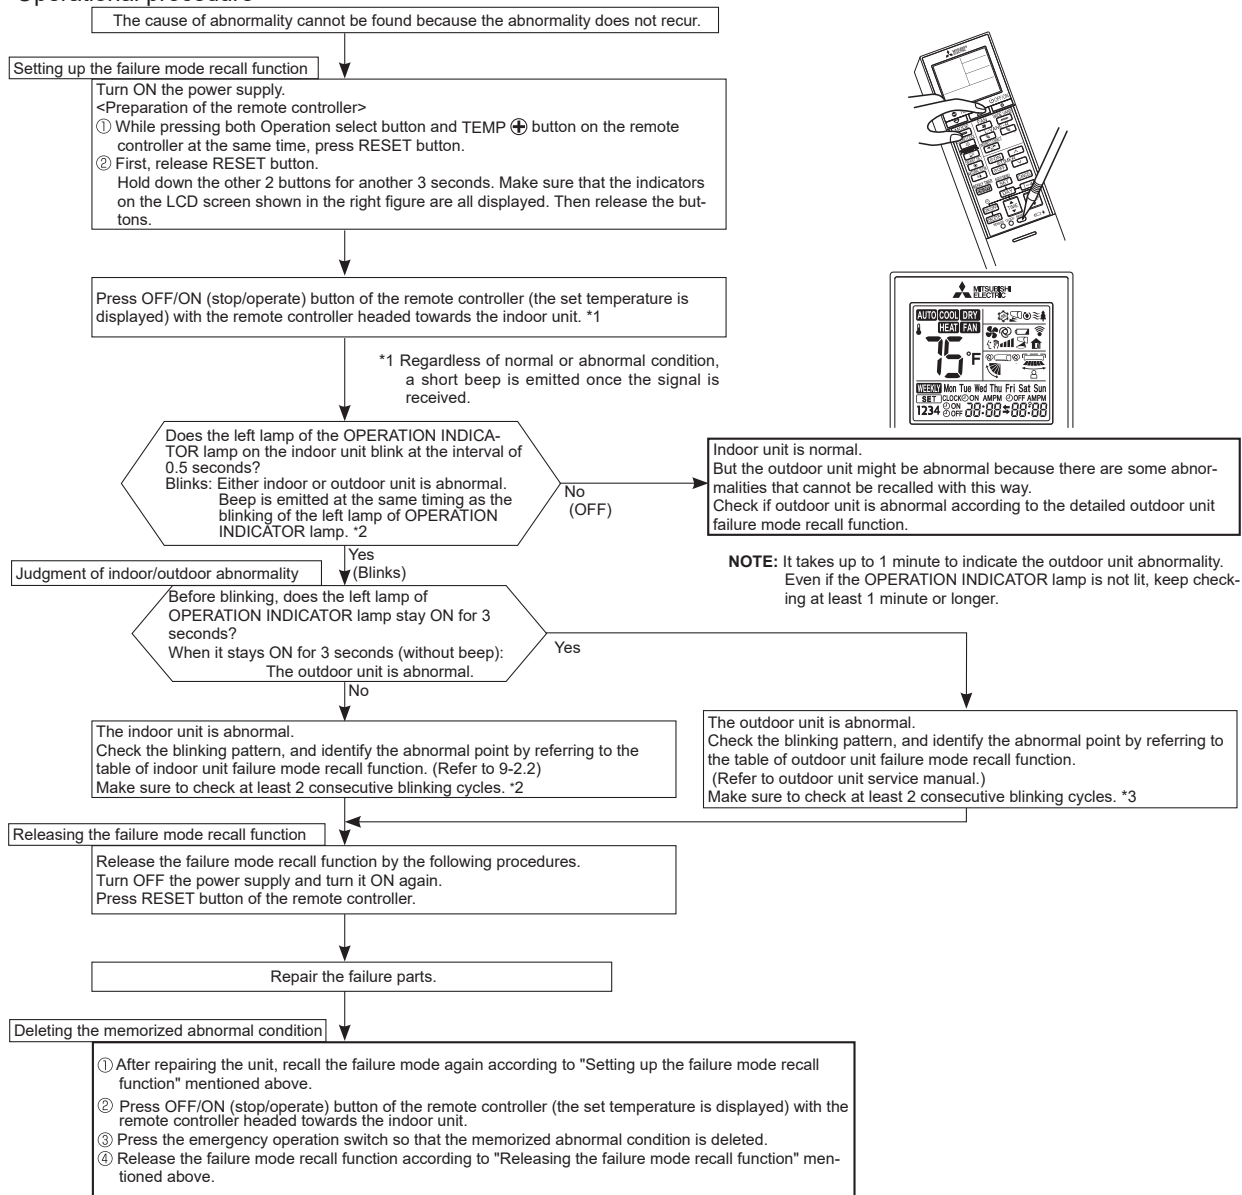 Operational procedure
The cause of abnormality cannot be found because the abnormality does not recur.
Setting up the failure mode recall function
Turn ON the power supply.
<Preparation of the remote controller>
① While pressing both Operation select button and TEMP ⊕ button on the remote
controller at the same time, press RESET button.
② First, release RESET button.
Hold down the other 2 buttons for another 3 seconds. Make sure that the indicators
on the LCD screen shown in the right figure are all displayed. Then release the but-
tons.
Press OFF/ON (stop/operate) button of the remote controller (the set temperature is
displayed) with the remote controller headed towards the indoor unit. *1
*1 Regardless of normal or abnormal condition,
a short beep is emitted once the signal is
received.
MITSUBISHI
ELECTRIC
AUTO COOL DRY
HEAT FAN
75°F
WEEKLY Mon Tue Wed Thu Fri Sat Sun
SET CLOCK ON AMPM OFF AMPM
1234 ON OFF 88:88 88:88
Does the left lamp of the OPERATION INDICA-
TOR lamp on the indoor unit blink at the interval of
0.5 seconds?
Blinks: Either indoor or outdoor unit is abnormal.
Beep is emitted at the same timing as the
blinking of the left lamp of OPERATION
INDICATOR lamp. *2
No
(OFF)
Indoor unit is normal.
But the outdoor unit might be abnormal because there are some abnor-
malities that cannot be recalled with this way.
Check if outdoor unit is abnormal according to the detailed outdoor unit
failure mode recall function.
NOTE: It takes up to 1 minute to indicate the outdoor unit abnormality.
Even if the OPERATION INDICATOR lamp is not lit, keep check-
ing at least 1 minute or longer.
Yes
(Blinks)
Judgment of indoor/outdoor abnormality
Before blinking, does the left lamp of
OPERATION INDICATOR lamp stay ON for 3
seconds?
When it stays ON for 3 seconds (without beep):
The outdoor unit is abnormal.
Yes
No
The indoor unit is abnormal.
Check the blinking pattern, and identify the abnormal point by referring to the
table of indoor unit failure mode recall function. (Refer to 9-2.2)
Make sure to check at least 2 consecutive blinking cycles. *2
The outdoor unit is abnormal.
Check the blinking pattern, and identify the abnormal point by referring to
the table of outdoor unit failure mode recall function.
(Refer to outdoor unit service manual.)
Make sure to check at least 2 consecutive blinking cycles. *3
Releasing the failure mode recall function
Release the failure mode recall function by the following procedures.
Turn OFF the power supply and turn it ON again.
Press RESET button of the remote controller.
Repair the failure parts.
Deleting the memorized abnormal condition
① After repairing the unit, recall the failure mode again according to "Setting up the failure mode recall
function" mentioned above.
② Press OFF/ON (stop/operate) button of the remote controller (the set temperature is displayed) with the
remote controller headed towards the indoor unit.
③ Press the emergency operation switch so that the memorized abnormal condition is deleted.
④ Release the failure mode recall function according to "Releasing the failure mode recall function" men-
tioned above.